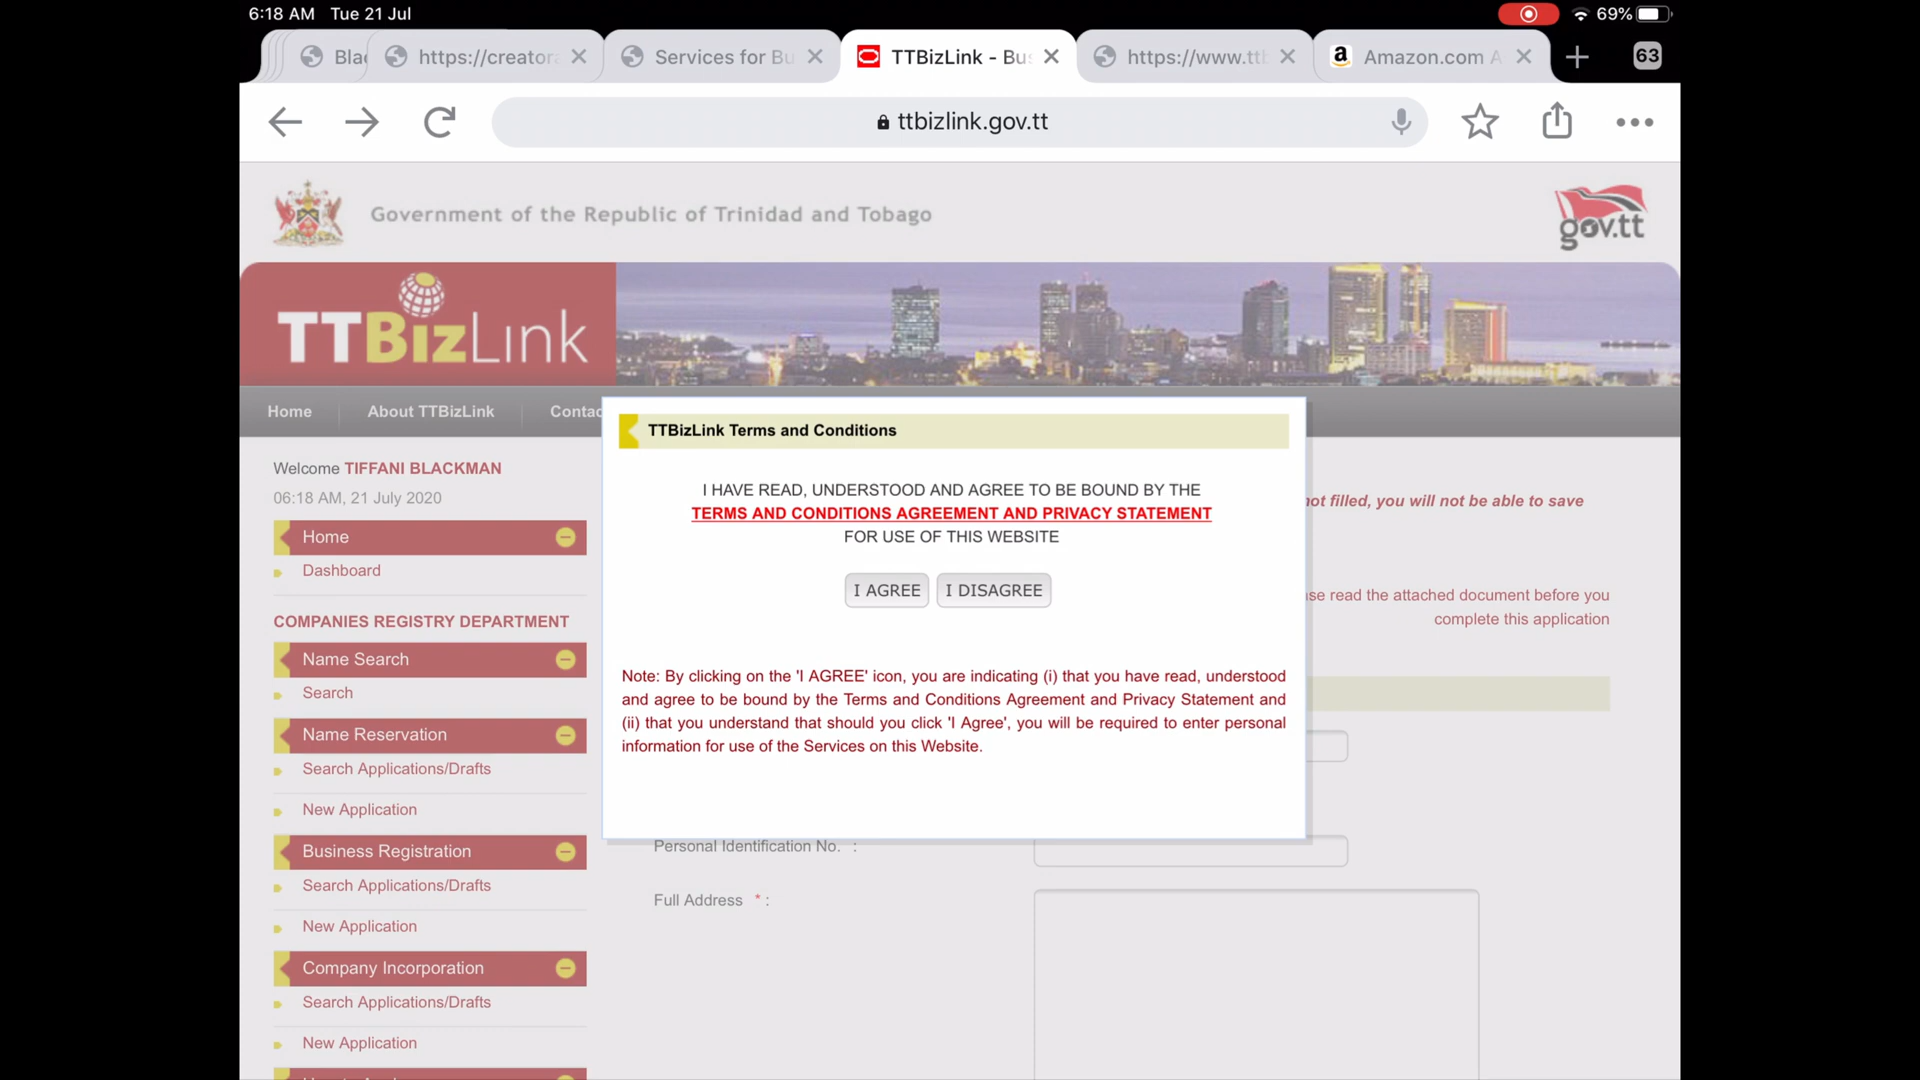 6:18 AM Tue 21 Jul
69%
Bla
https://creator
Services for Bu
TTBizLink - Bus
https://www.ttb
Amazon.com A
63
ttbizlink.gov.tt
Government of the Republic of Trinidad and Tobago
gov.tt
TTBizLink
Home
About TTBizLink
Contac
TTBizLink Terms and Conditions
Welcome TIFFANI BLACKMAN
06:18 AM, 21 July 2020
I HAVE READ, UNDERSTOOD AND AGREE TO BE BOUND BY THE
TERMS AND CONDITIONS AGREEMENT AND PRIVACY STATEMENT
FOR USE OF THIS WEBSITE
I AGREE
I DISAGREE
Note: By clicking on the 'I AGREE' icon, you are indicating (i) that you have read, understood
and agree to be bound by the Terms and Conditions Agreement and Privacy Statement and
(ii) that you understand that should you click 'I Agree', you will be required to enter personal
information for use of the Services on this Website.
not filled, you will not be able to save
se read the attached document before you
complete this application
Home
Dashboard
COMPANIES REGISTRY DEPARTMENT
Name Search
Search
Name Reservation
Search Applications/Drafts
New Application
Business Registration
Search Applications/Drafts
New Application
Company Incorporation
Search Applications/Drafts
New Application
Personal Identification No. :
Full Address * :